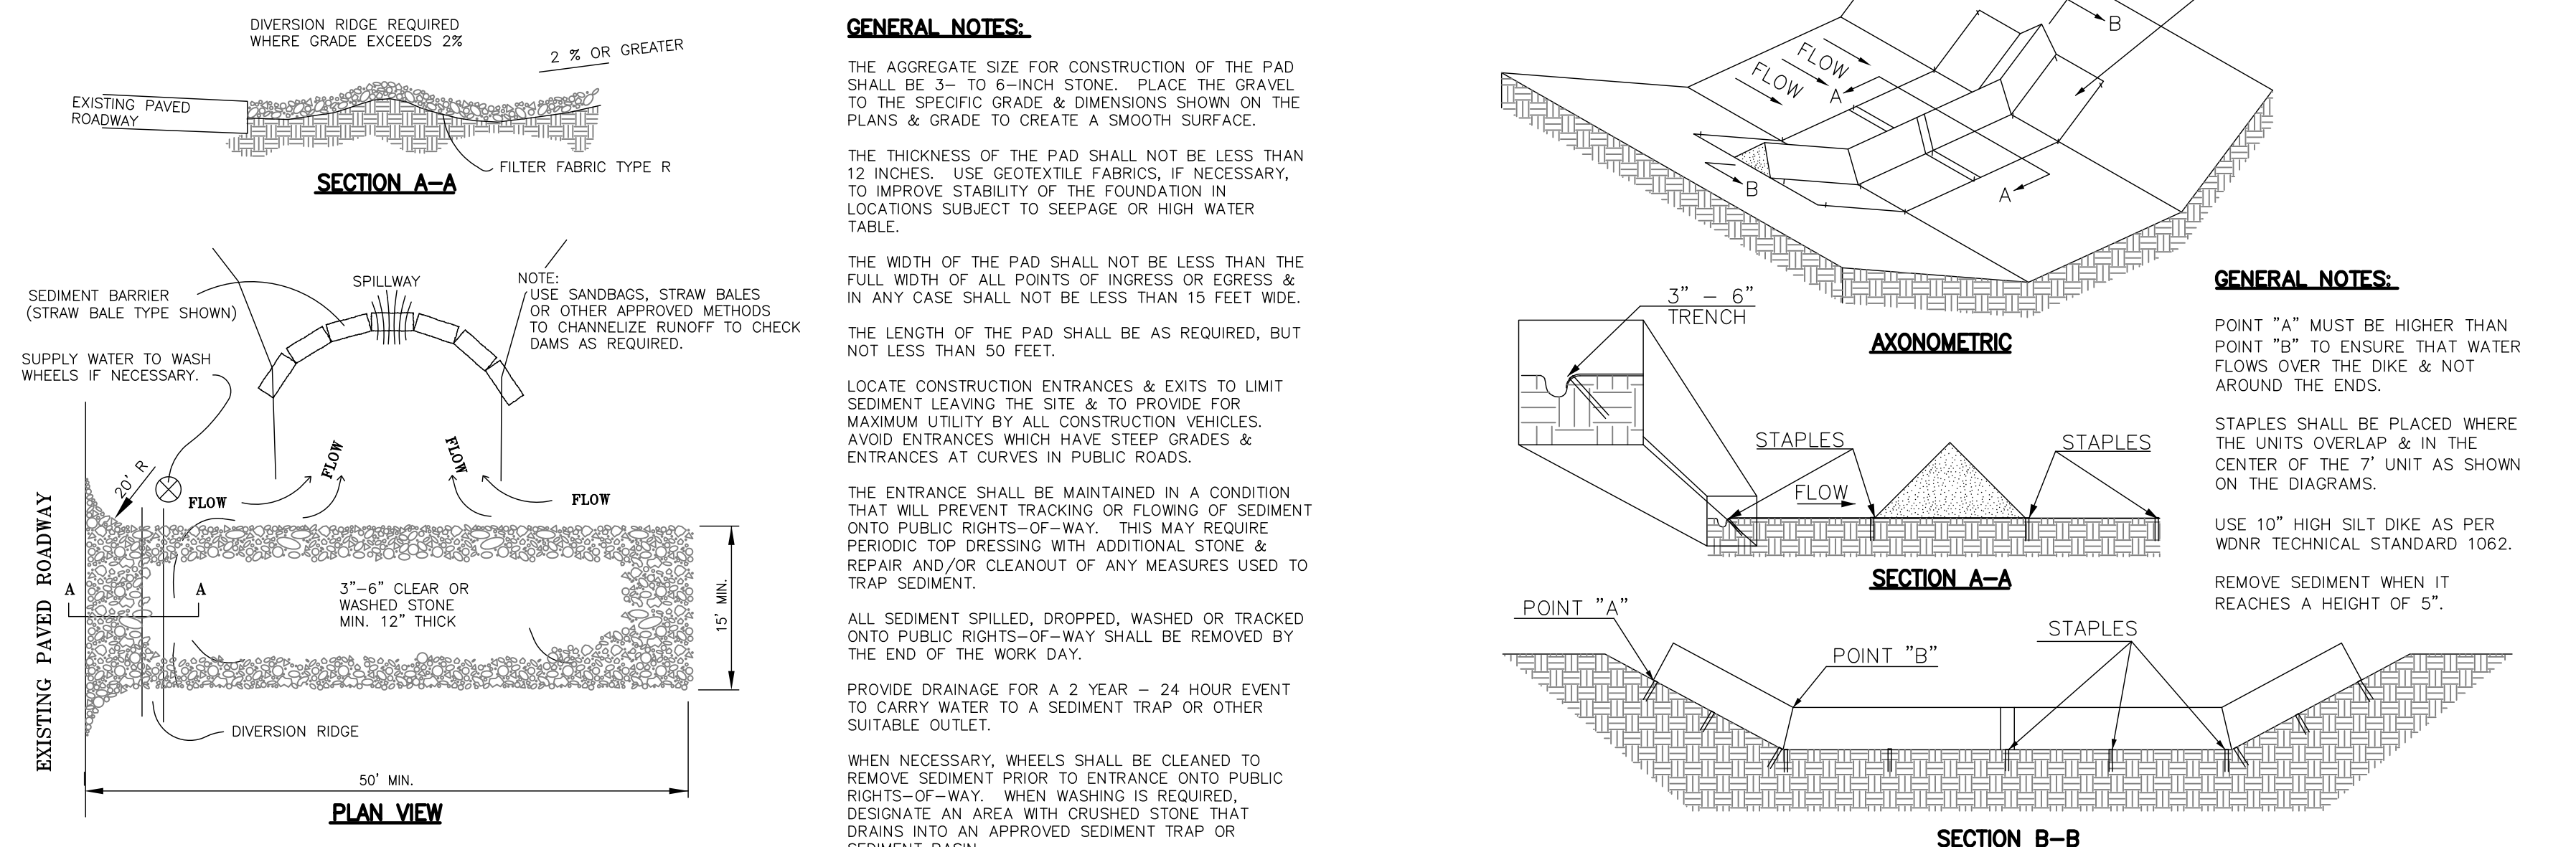 DIVERSION RIDGE REQUIRED
WHERE GRADE EXCEEDS 2%
2 % OR GREATER
EXISTING PAVED
ROADWAY
FILTER FABRIC TYPE R
SECTION A–A
SPILLWAY
SEDIMENT BARRIER
(STRAW BALE TYPE SHOWN)
NOTE:
USE SANDBAGS, STRAW BALES
OR OTHER APPROVED METHODS
TO CHANNELIZE RUNOFF TO CHECK
DAMS AS REQUIRED.
SUPPLY WATER TO WASH
WHEELS IF NECESSARY.
20' R
FLOW
FLOW
FLOW
FLOW
EXISTING PAVED ROADWAY
A
A
3"–6" CLEAR OR
WASHED STONE
MIN. 12" THICK
15' MIN.
DIVERSION RIDGE
50' MIN.
PLAN VIEW
GENERAL NOTES:
THE AGGREGATE SIZE FOR CONSTRUCTION OF THE PAD
SHALL BE 3– TO 6–INCH STONE. PLACE THE GRAVEL
TO THE SPECIFIC GRADE & DIMENSIONS SHOWN ON THE
PLANS & GRADE TO CREATE A SMOOTH SURFACE.
THE THICKNESS OF THE PAD SHALL NOT BE LESS THAN
12 INCHES. USE GEOTEXTILE FABRICS, IF NECESSARY,
TO IMPROVE STABILITY OF THE FOUNDATION IN
LOCATIONS SUBJECT TO SEEPAGE OR HIGH WATER
TABLE.
THE WIDTH OF THE PAD SHALL NOT BE LESS THAN THE
FULL WIDTH OF ALL POINTS OF INGRESS OR EGRESS &
IN ANY CASE SHALL NOT BE LESS THAN 15 FEET WIDE.
THE LENGTH OF THE PAD SHALL BE AS REQUIRED, BUT
NOT LESS THAN 50 FEET.
LOCATE CONSTRUCTION ENTRANCES & EXITS TO LIMIT
SEDIMENT LEAVING THE SITE & TO PROVIDE FOR
MAXIMUM UTILITY BY ALL CONSTRUCTION VEHICLES.
AVOID ENTRANCES WHICH HAVE STEEP GRADES &
ENTRANCES AT CURVES IN PUBLIC ROADS.
THE ENTRANCE SHALL BE MAINTAINED IN A CONDITION
THAT WILL PREVENT TRACKING OR FLOWING OF SEDIMENT
ONTO PUBLIC RIGHTS–OF–WAY. THIS MAY REQUIRE
PERIODIC TOP DRESSING WITH ADDITIONAL STONE &
REPAIR AND/OR CLEANOUT OF ANY MEASURES USED TO
TRAP SEDIMENT.
ALL SEDIMENT SPILLED, DROPPED, WASHED OR TRACKED
ONTO PUBLIC RIGHTS–OF–WAY SHALL BE REMOVED BY
THE END OF THE WORK DAY.
PROVIDE DRAINAGE FOR A 2 YEAR – 24 HOUR EVENT
TO CARRY WATER TO A SEDIMENT TRAP OR OTHER
SUITABLE OUTLET.
WHEN NECESSARY, WHEELS SHALL BE CLEANED TO
REMOVE SEDIMENT PRIOR TO ENTRANCE ONTO PUBLIC
RIGHTS–OF–WAY. WHEN WASHING IS REQUIRED,
DESIGNATE AN AREA WITH CRUSHED STONE THAT
DRAINS INTO AN APPROVED SEDIMENT TRAP OR
SEDIMENT BASIN
B
FLOW
FLOW
A
B
A
AXONOMETRIC
3" – 6"
TRENCH
STAPLES
STAPLES
FLOW
SECTION A–A
POINT "A"
POINT "B"
STAPLES
SECTION B–B
GENERAL NOTES:
POINT "A" MUST BE HIGHER THAN
POINT "B" TO ENSURE THAT WATER
FLOWS OVER THE DIKE & NOT
AROUND THE ENDS.
STAPLES SHALL BE PLACED WHERE
THE UNITS OVERLAP & IN THE
CENTER OF THE 7' UNIT AS SHOWN
ON THE DIAGRAMS.
USE 10" HIGH SILT DIKE AS PER
WDNR TECHNICAL STANDARD 1062.
REMOVE SEDIMENT WHEN IT
REACHES A HEIGHT OF 5".